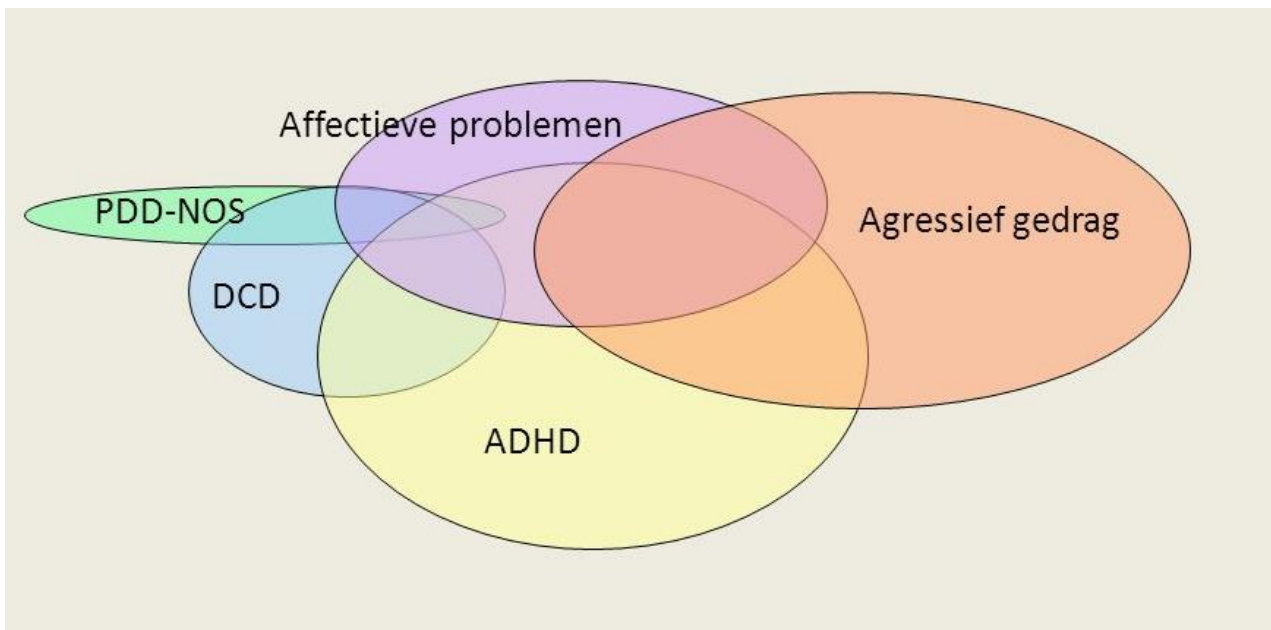 Affectieve problemen
PDD-NOS
Agressief gedrag
DCD
ADHD